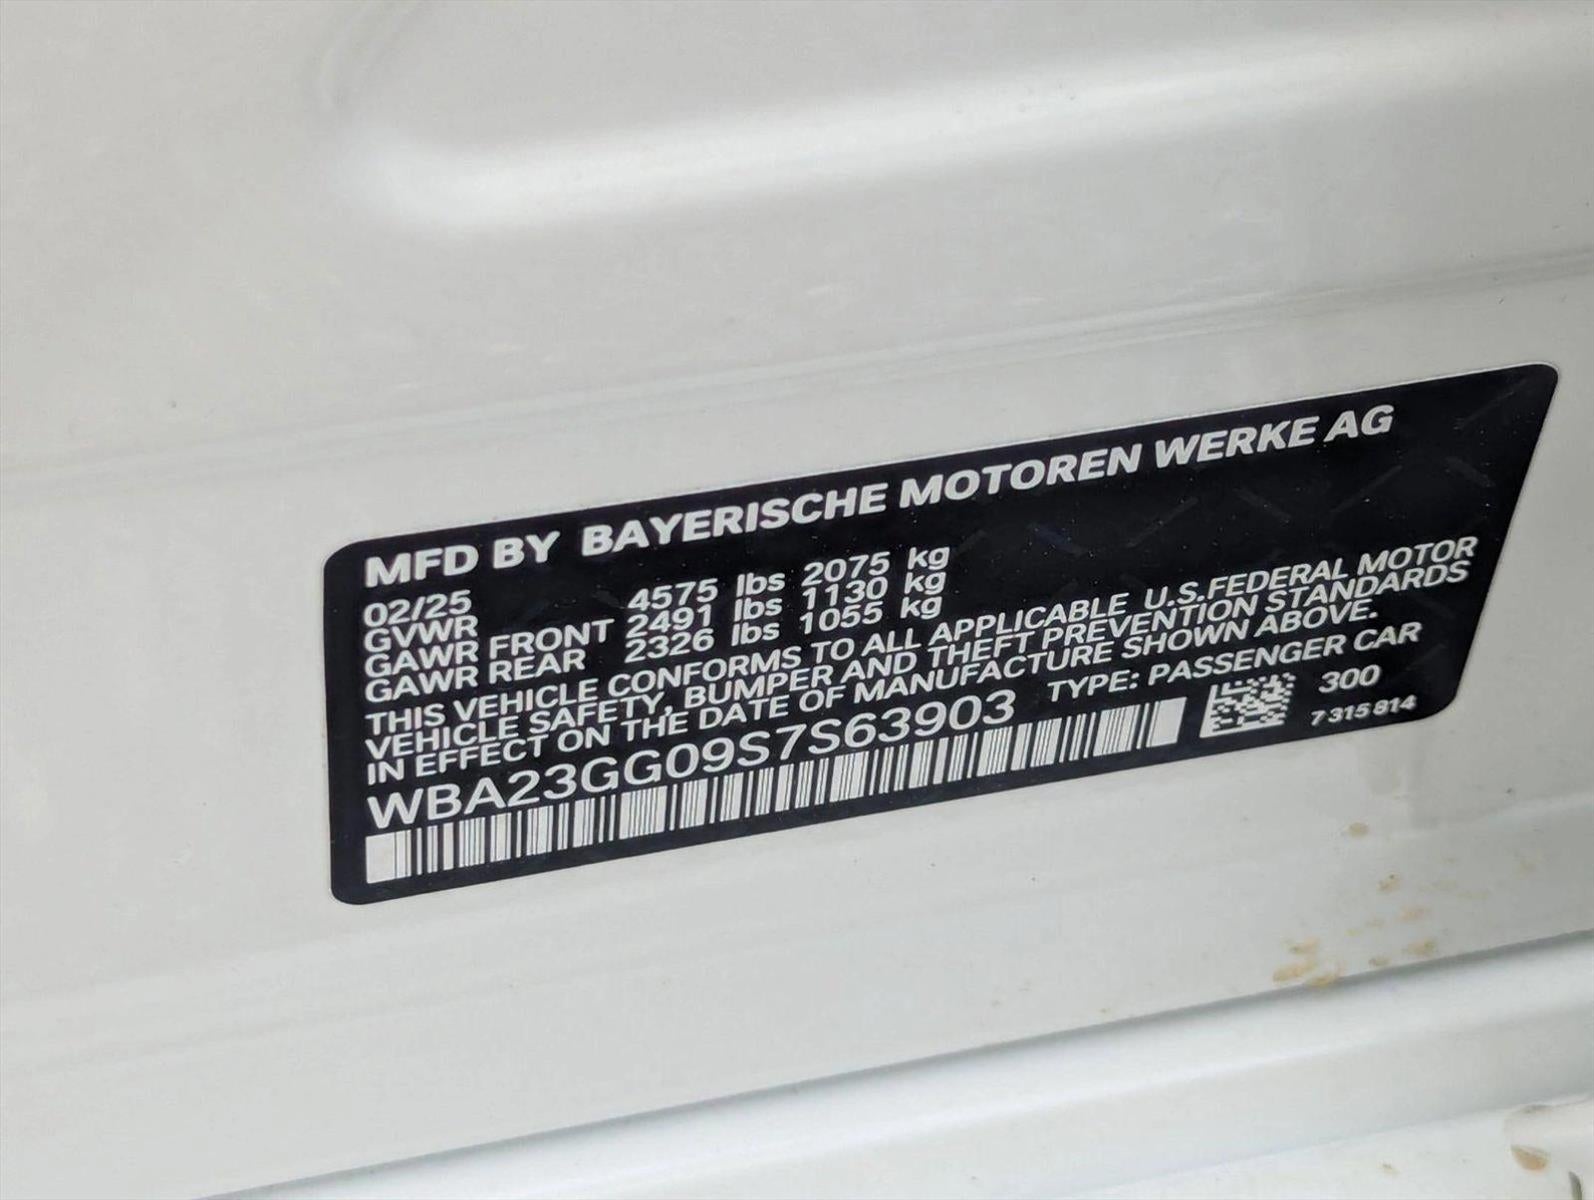 MFD BY BAYERISCHE MOTOREN WERKE AG
02/25
GVWR 4575 lbs 2075 kg
GAWR FRONT 2491 lbs 1130 kg
GAWR REAR 2326 lbs 1055 kg
THIS VEHICLE CONFORMS TO ALL APPLICABLE U.S.FEDERAL MOTOR
VEHICLE SAFETY, BUMPER AND THEFT PREVENTION STANDARDS
IN EFFECT ON THE DATE OF MANUFACTURE SHOWN ABOVE.
WBA23GG09S7S63903 TYPE: PASSENGER CAR
300
7 315 814